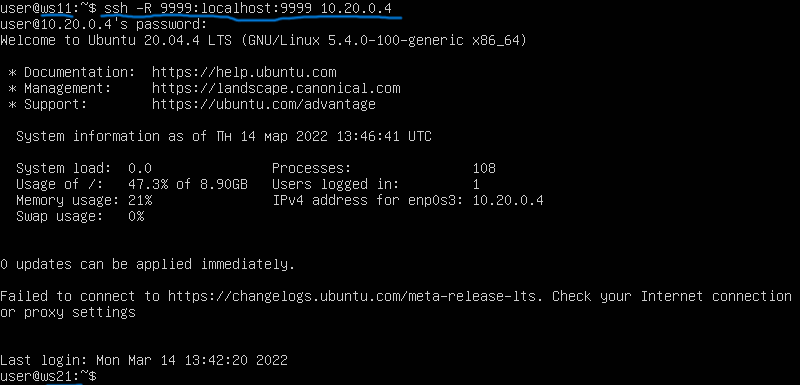 user@ws11:~$ ssh -R 9999:localhost:9999 10.20.0.4
user@10.20.0.4's password:
Welcome to Ubuntu 20.04.4 LTS (GNU/Linux 5.4.0-100-generic x86_64)
* Documentation:  https://help.ubuntu.com
* Management:     https://landscape.canonical.com
* Support:        https://ubuntu.com/advantage
System information as of Пн 14 мар 2022 13:46:41 UTC
System load:  0.0               Processes:               108
Usage of /:   47.3% of 8.90GB   Users logged in:         1
Memory usage: 21%               IPv4 address for enp0s3: 10.20.0.4
Swap usage:   0%
0 updates can be applied immediately.
Failed to connect to https://changelogs.ubuntu.com/meta-release-lts. Check your Internet connection
or proxy settings
Last login: Mon Mar 14 13:42:20 2022
user@ws21:~$